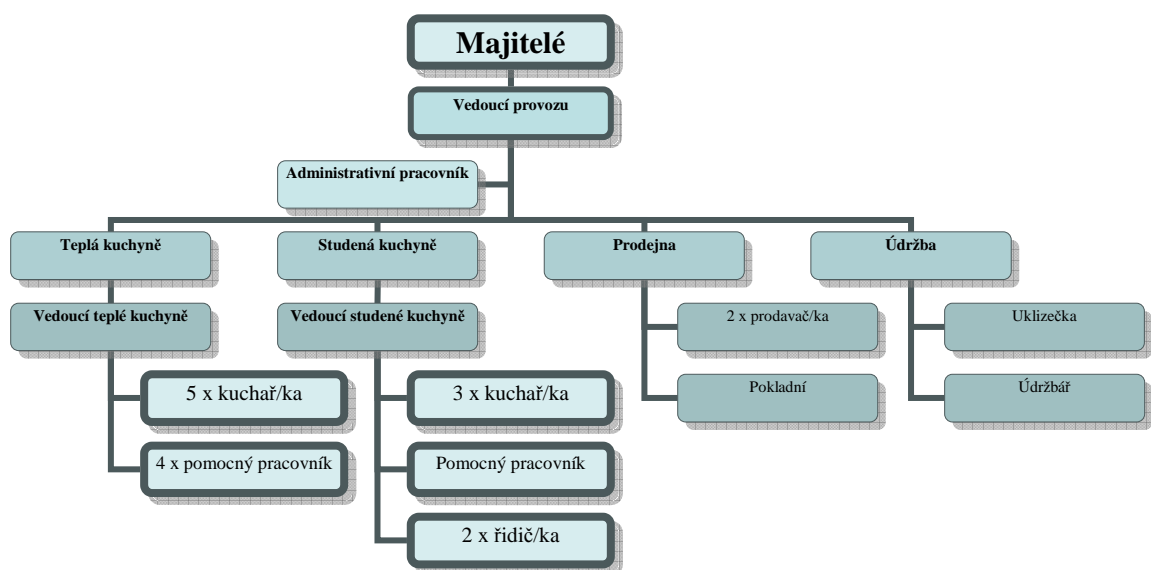 Majitelé
Vedoucí provozu
Administrativní pracovník
Teplá kuchyně
Studená kuchyně
Prodejna
Údržba
Vedoucí teplé kuchyně
Vedoucí studené kuchyně
2 x prodavač/ka
Uklizečka
5 x kuchař/ka
3 x kuchař/ka
Pokladní
Údržbář
4 x pomocný pracovník
Pomocný pracovník
2 x řidič/ka